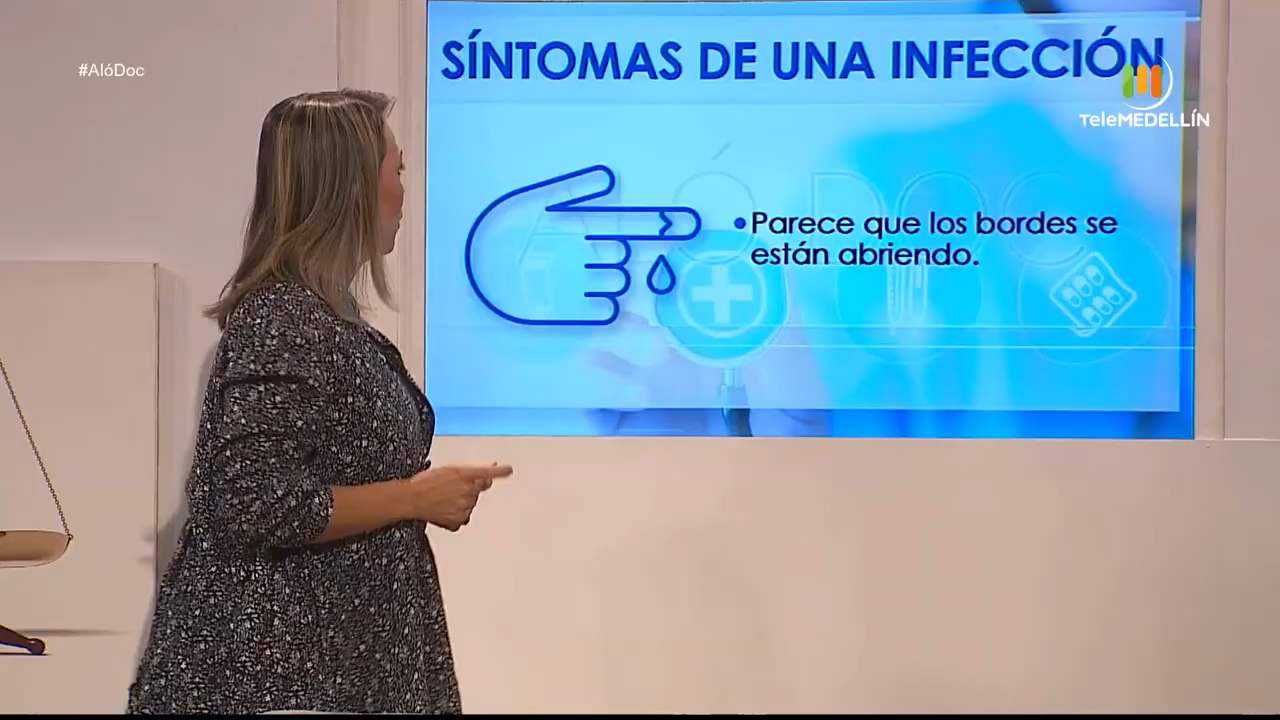 #AlóDoc
SÍNTOMAS DE UNA INFECCIÓN
TeleMEDELLÍN
•Parece que los bordes se
están abriendo.